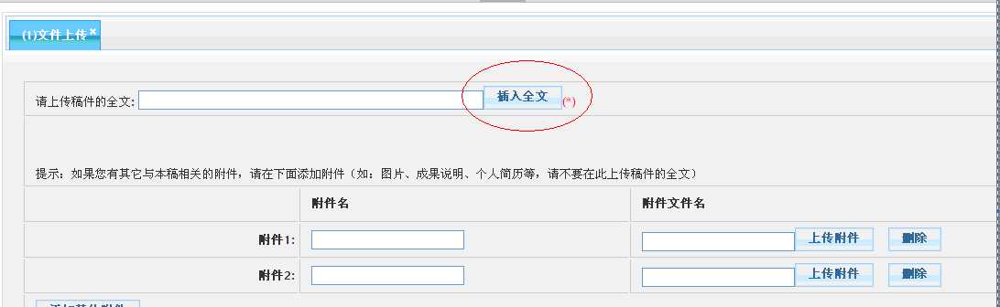 (1)文件上传 ×
请上传稿件的全文: 插入全文 (*)
提示：如果您有其它与本稿相关的附件，请在下面添加附件（如：图片、成果说明、个人简历等，请不要在此上传稿件的全文）
附件名 附件文件名
附件1: 上传附件 删除
附件2: 上传附件 删除